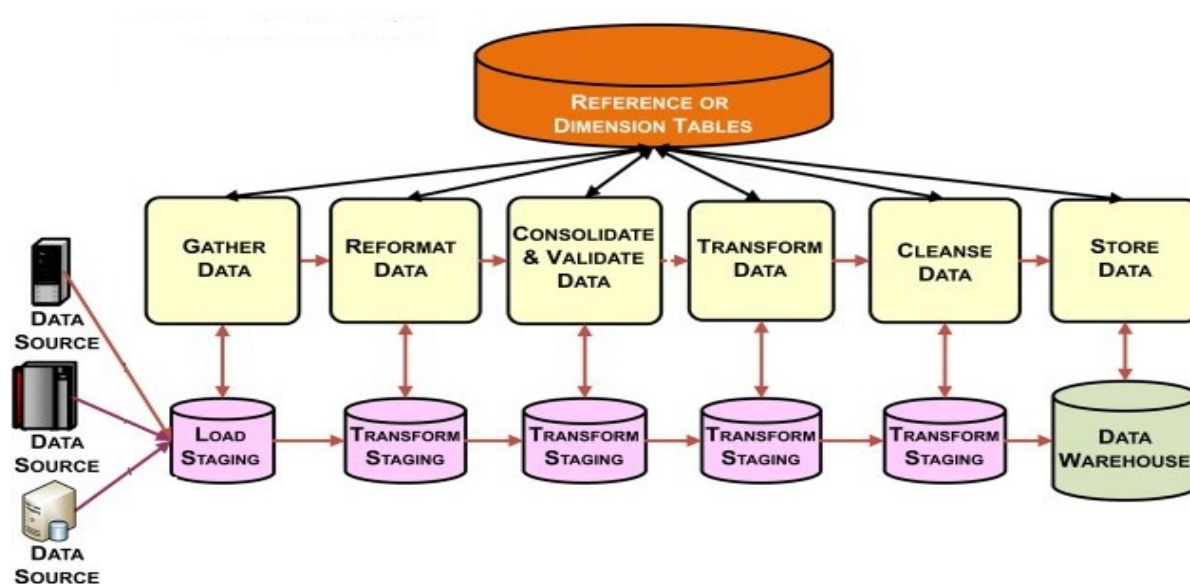 REFERENCE OR
DIMENSION TABLES
GATHER
DATA
REFORMAT
DATA
CONSOLIDATE
& VALIDATE
DATA
TRANSFORM
DATA
CLEANSE
DATA
STORE
DATA
DATA
SOURCE
DATA
SOURCE
DATA
SOURCE
LOAD
STAGING
TRANSFORM
STAGING
TRANSFORM
STAGING
TRANSFORM
STAGING
TRANSFORM
STAGING
DATA
WAREHOUSE